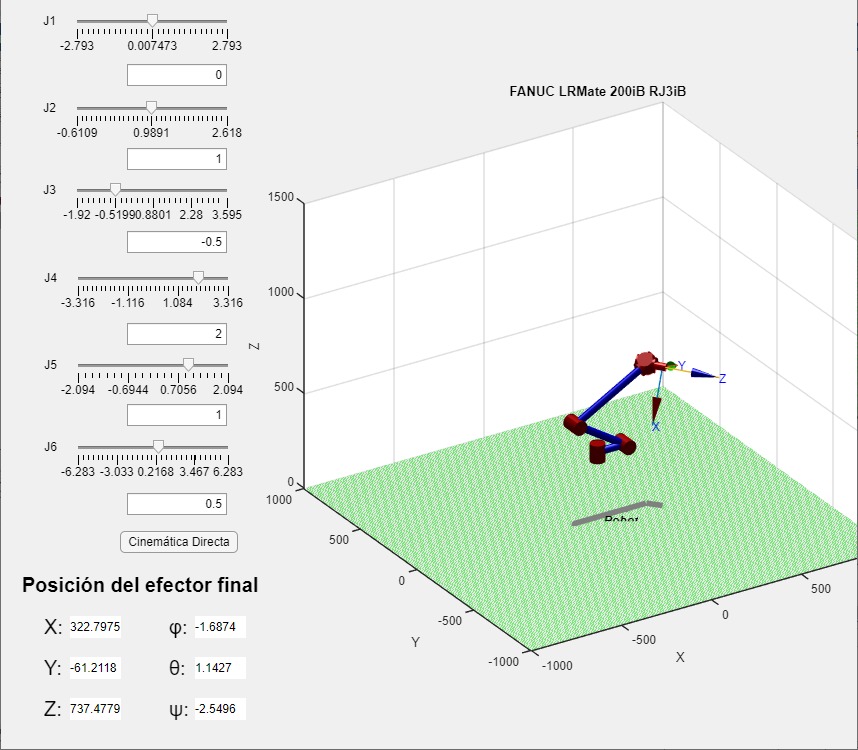 J1
-2.793 0.007473 2.793
0
J2
-0.6109 0.9891 2.618
1
J3
-1.92 -0.51990.8801 2.28 3.595
-0.5
J4
-3.316 -1.116 1.084 3.316
2
J5
-2.094 -0.6944 0.7056 2.094
1
J6
-6.283 -3.033 0.2168 3.467 6.283
0.5
Cinemática Directa
Posición del efector final
X: 322.7975 φ: -1.6874
Y: -61.2118 θ: 1.1427
Z: 737.4779 ψ: -2.5496
FANUC LRMate 200iB RJ3iB
1500
1000
Z
500
0
Y
Z
X
Robot
1000
500
0
-500
-1000
Y
-1000
-500
0
500
X